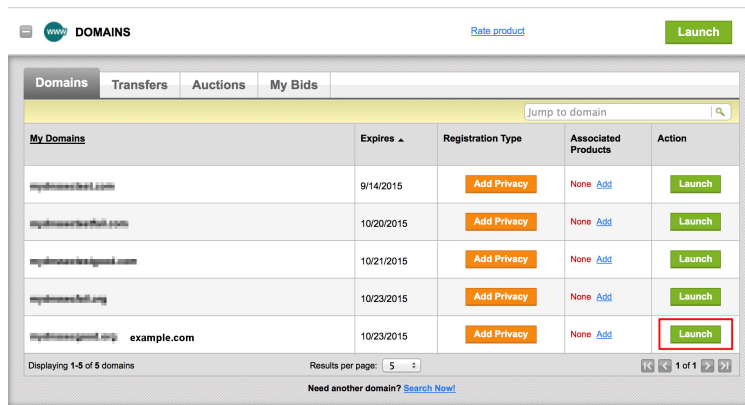 www DOMAINS Rate product Launch
Domains Transfers Auctions My Bids
Jump to domain
My Domains Expires Registration Type Associated Products Action
9/14/2015 Add Privacy None Add Launch
10/20/2015 Add Privacy None Add Launch
10/21/2015 Add Privacy None Add Launch
10/23/2015 Add Privacy None Add Launch
example.com 10/23/2015 Add Privacy None Add Launch
Displaying 1-5 of 5 domains Results per page: 5 1 of 1
Need another domain? Search Now!